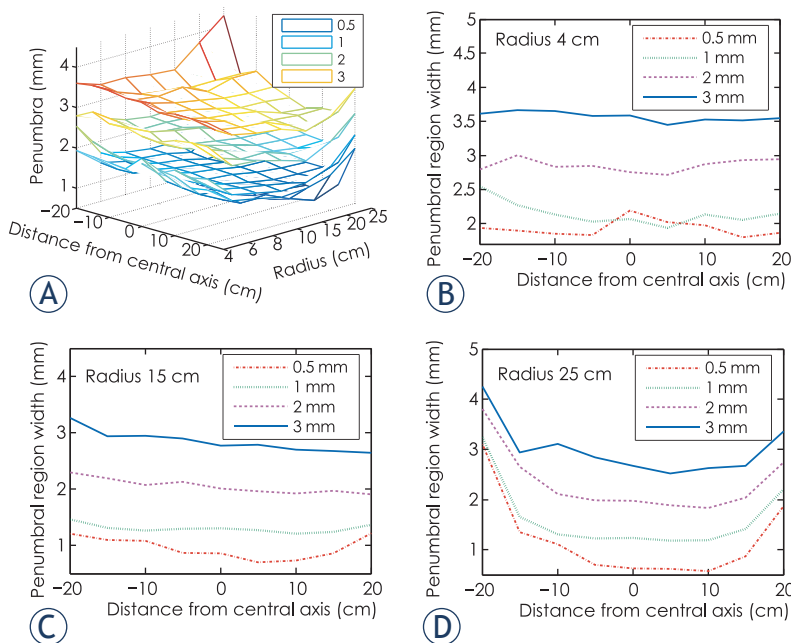 4
3
2
1
Penumbra (mm)
−20
−10
0
10
20
Distance from central axis (cm)
4
6
8
10
15
20
25
Radius (cm)
0.5
1
2
3
A
5
4.5
4
3.5
3
2.5
2
Penumbral region width (mm)
Radius 4 cm
0.5 mm
1 mm
2 mm
3 mm
−20
−10
0
10
20
Distance from central axis (cm)
B
4
3
2
1
Penumbral region width (mm)
Radius 15 cm
0.5 mm
1 mm
2 mm
3 mm
−20
−10
0
10
20
Distance from central axis (cm)
C
5
4
3
2
1
0
Penumbral region width (mm)
Radius 25 cm
0.5 mm
1 mm
2 mm
3 mm
−20
−10
0
10
20
Distance from central axis (cm)
D